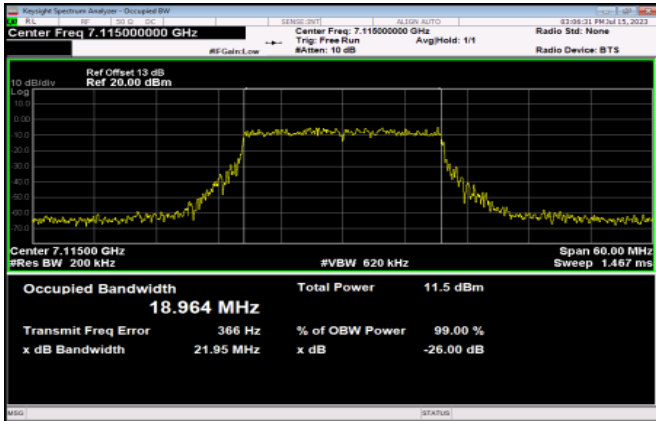 Keysight Spectrum Analyzer - Occupied BW
RL RF 50 Ω DC SENSE:INT ALIGN AUTO 03:06:31 PM Jul 15, 2023
Center Freq 7.115000000 GHz Center Freq: 7.115000000 GHz Radio Std: None
Trig: Free Run Avg|Hold: 1/1
#IFGain:Low #Atten: 10 dB Radio Device: BTS
Ref Offset 13 dB
10 dB/div Ref 20.00 dBm
Log
10.0
0.00
-10.0
-20.0
-30.0
-40.0
-50.0
-60.0
-70.0
Center 7.11500 GHz Span 60.00 MHz
#Res BW 200 kHz #VBW 620 kHz Sweep 1.467 ms
Occupied Bandwidth Total Power 11.5 dBm
18.964 MHz
Transmit Freq Error 366 Hz % of OBW Power 99.00 %
x dB Bandwidth 21.95 MHz x dB -26.00 dB
MSG STATUS